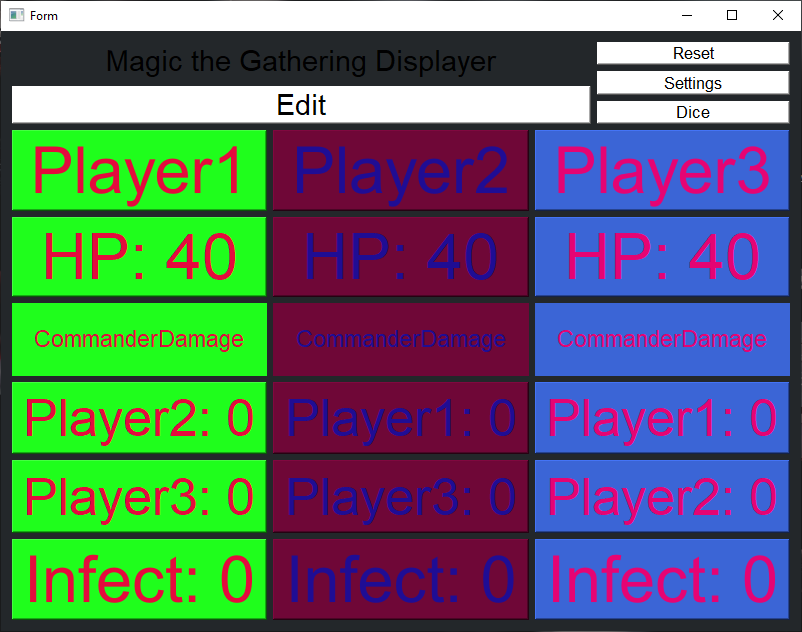 Form
Magic the Gathering Displayer
Reset
Settings
Edit
Dice
Player1
Player2
Player3
HP: 40
HP: 40
HP: 40
CommanderDamage
CommanderDamage
CommanderDamage
Player2: 0
Player1: 0
Player1: 0
Player3: 0
Player3: 0
Player2: 0
Infect: 0
Infect: 0
Infect: 0